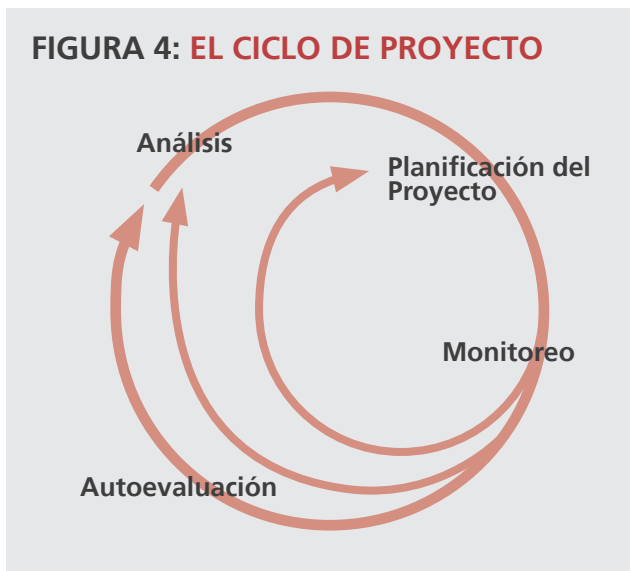 FIGURA 4: EL CICLO DE PROYECTO
Análisis
Planificación del
Proyecto
Monitoreo
Autoevaluación